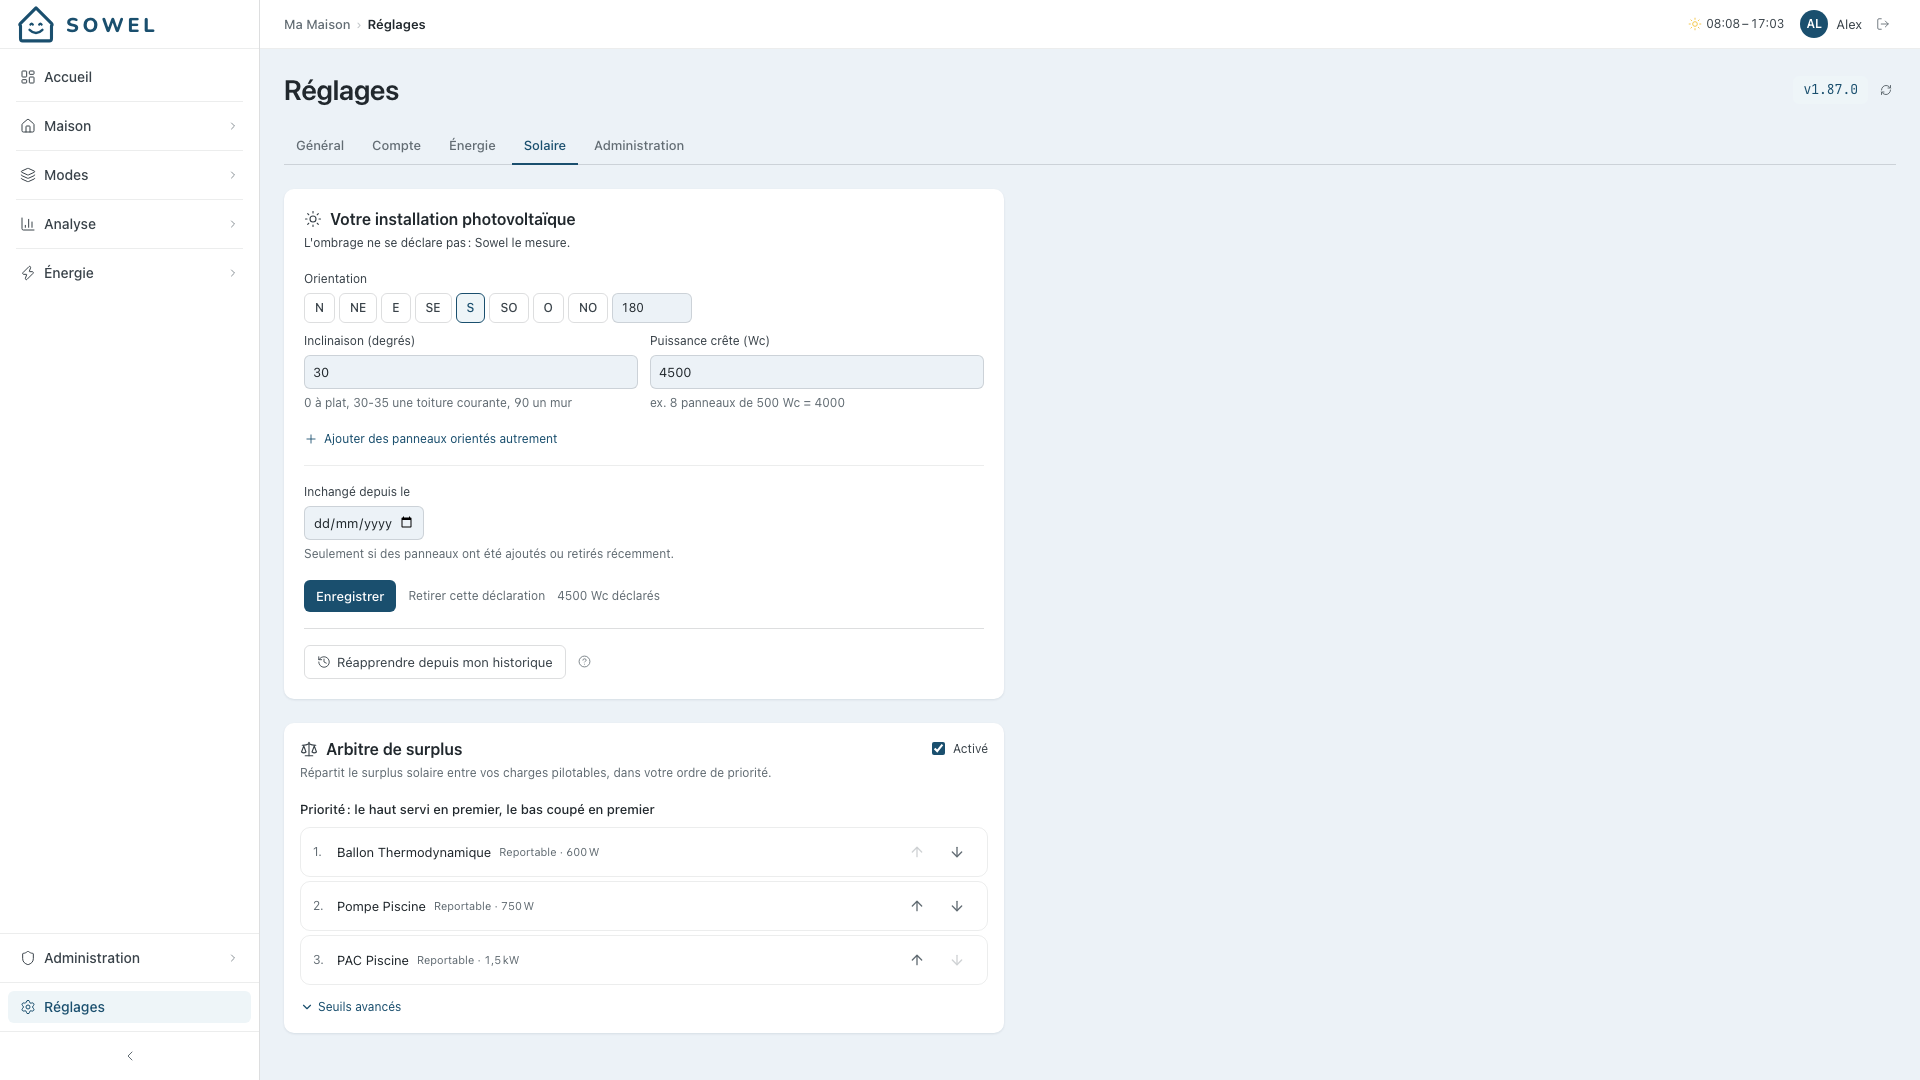 SOWEL
Ma Maison › Réglages
08:08 – 17:03
AL
Alex
Accueil
Maison
Modes
Analyse
Énergie
Administration
Réglages
Réglages
v1.87.0
Général
Compte
Énergie
Solaire
Administration
Votre installation photovoltaïque
L'ombrage ne se déclare pas : Sowel le mesure.
Orientation
N
NE
E
SE
S
SO
O
NO
180
Inclinaison (degrés)
Puissance crête (Wc)
30
4500
0 à plat, 30-35 une toiture courante, 90 un mur
ex. 8 panneaux de 500 Wc = 4000
Ajouter des panneaux orientés autrement
Inchangé depuis le
dd/mm/yyyy
Seulement si des panneaux ont été ajoutés ou retirés récemment.
Enregistrer
Retirer cette déclaration
4500 Wc déclarés
Réapprendre depuis mon historique
Arbitre de surplus
Activé
Répartit le surplus solaire entre vos charges pilotables, dans votre ordre de priorité.
Priorité : le haut servi en premier, le bas coupé en premier
1. Ballon Thermodynamique Reportable · 600 W
2. Pompe Piscine Reportable · 750 W
3. PAC Piscine Reportable · 1,5 kW
Seuils avancés